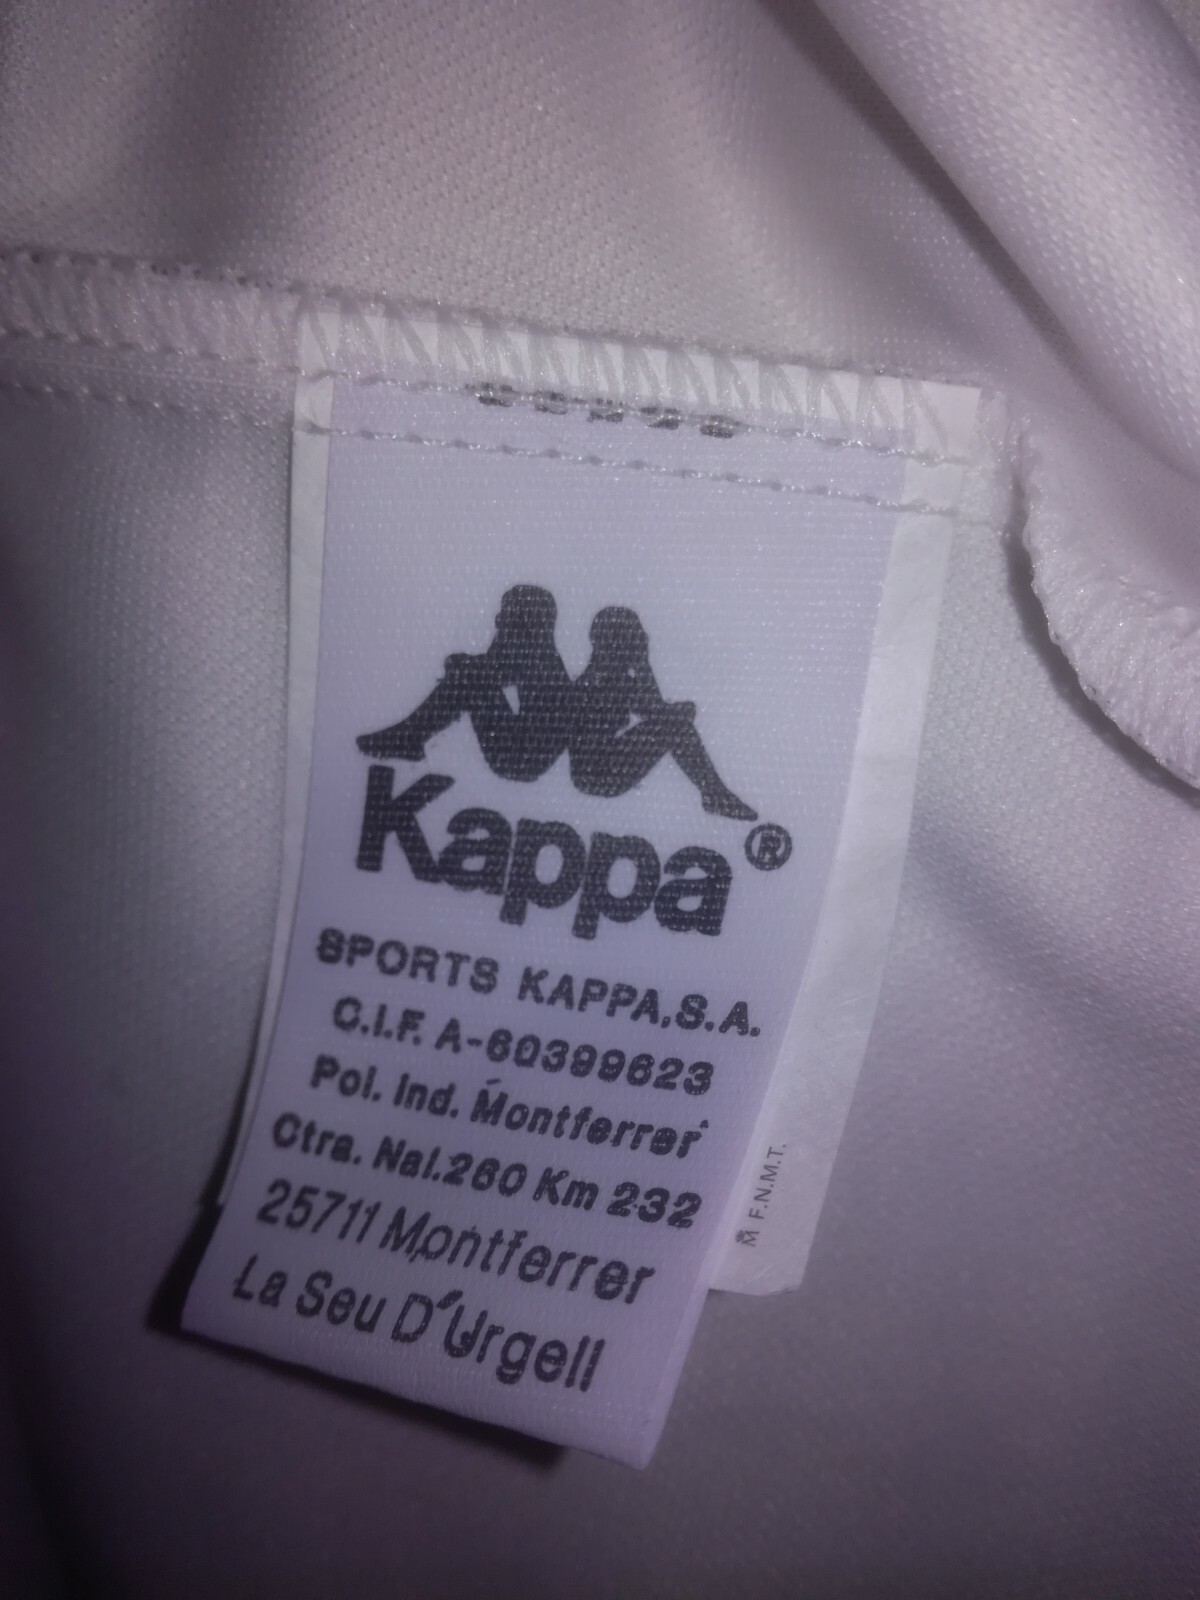 Kappa®
SPORTS KAPPA,S.A.
C.I.F. A-60399623
Pol. Ind. Montferrer
Ctra. Nal.260 Km 232
25711 Montferrer
La Seu D'Urgell
M F.N.M.T.